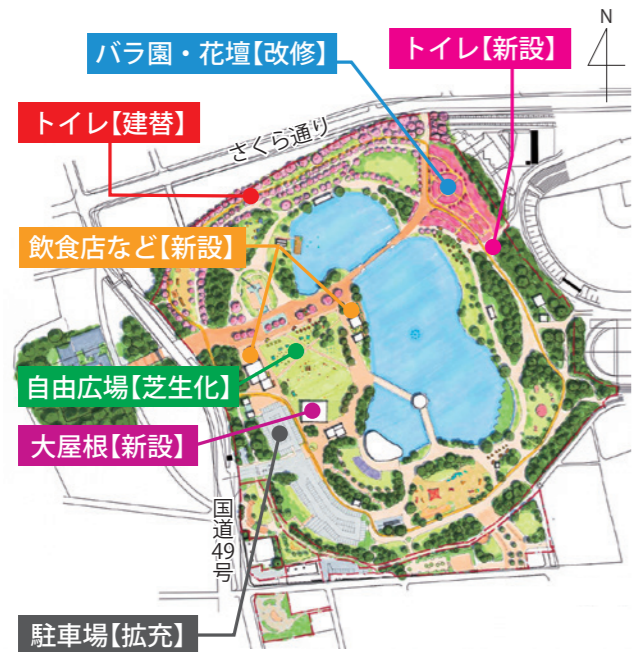 N
バラ園・花壇【改修】
トイレ【新設】
トイレ【建替】
さくら通り
飲食店など【新設】
自由広場【芝生化】
大屋根【新設】
国道49号
駐車場【拡充】